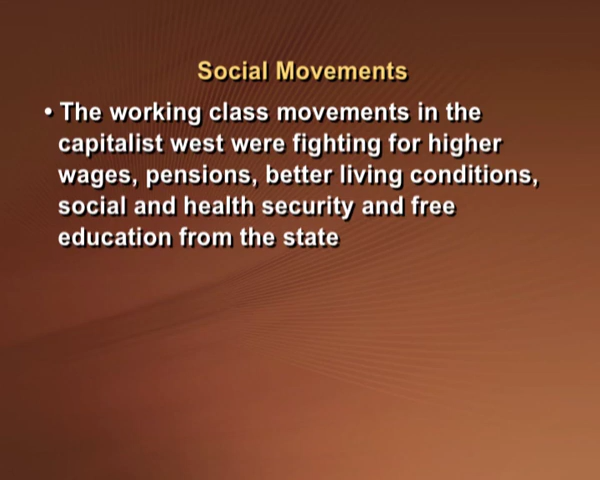 Social Movements
• The working class movements in the
capitalist west were fighting for higher
wages, pensions, better living conditions,
social and health security and free
education from the state